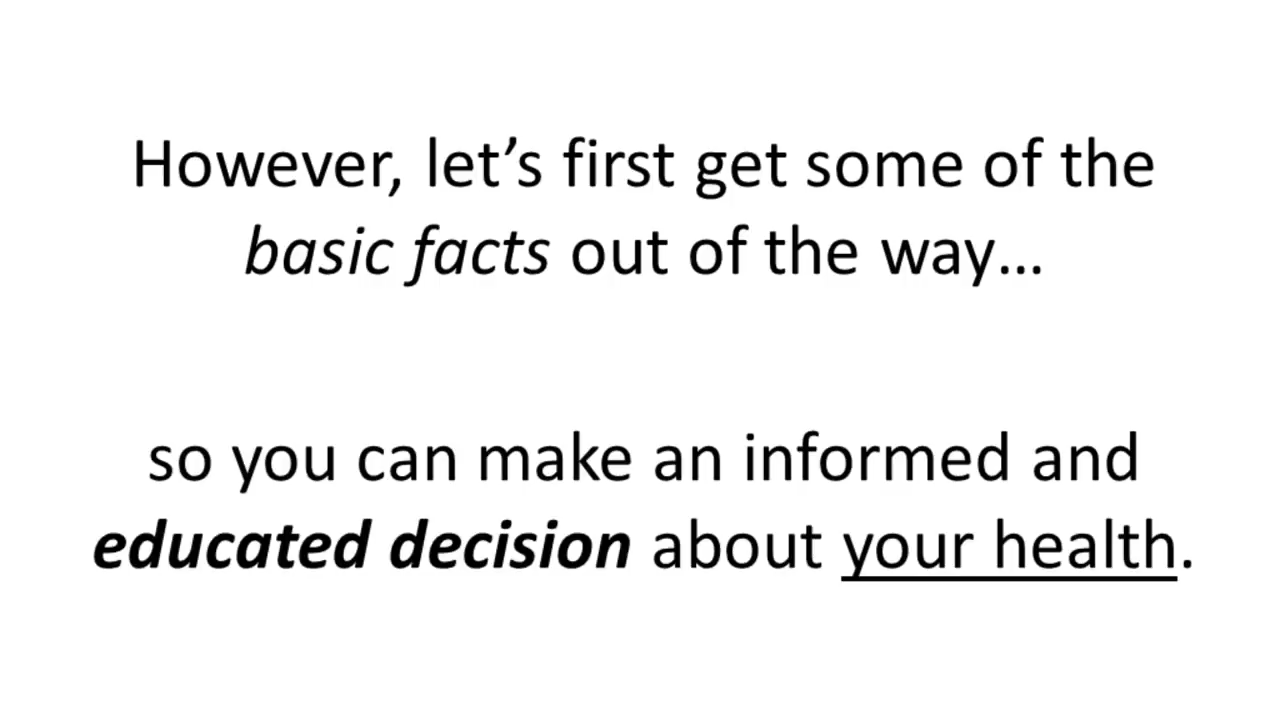 However, let’s first get some of the
basic facts out of the way…
so you can make an informed and
educated decision about your health.